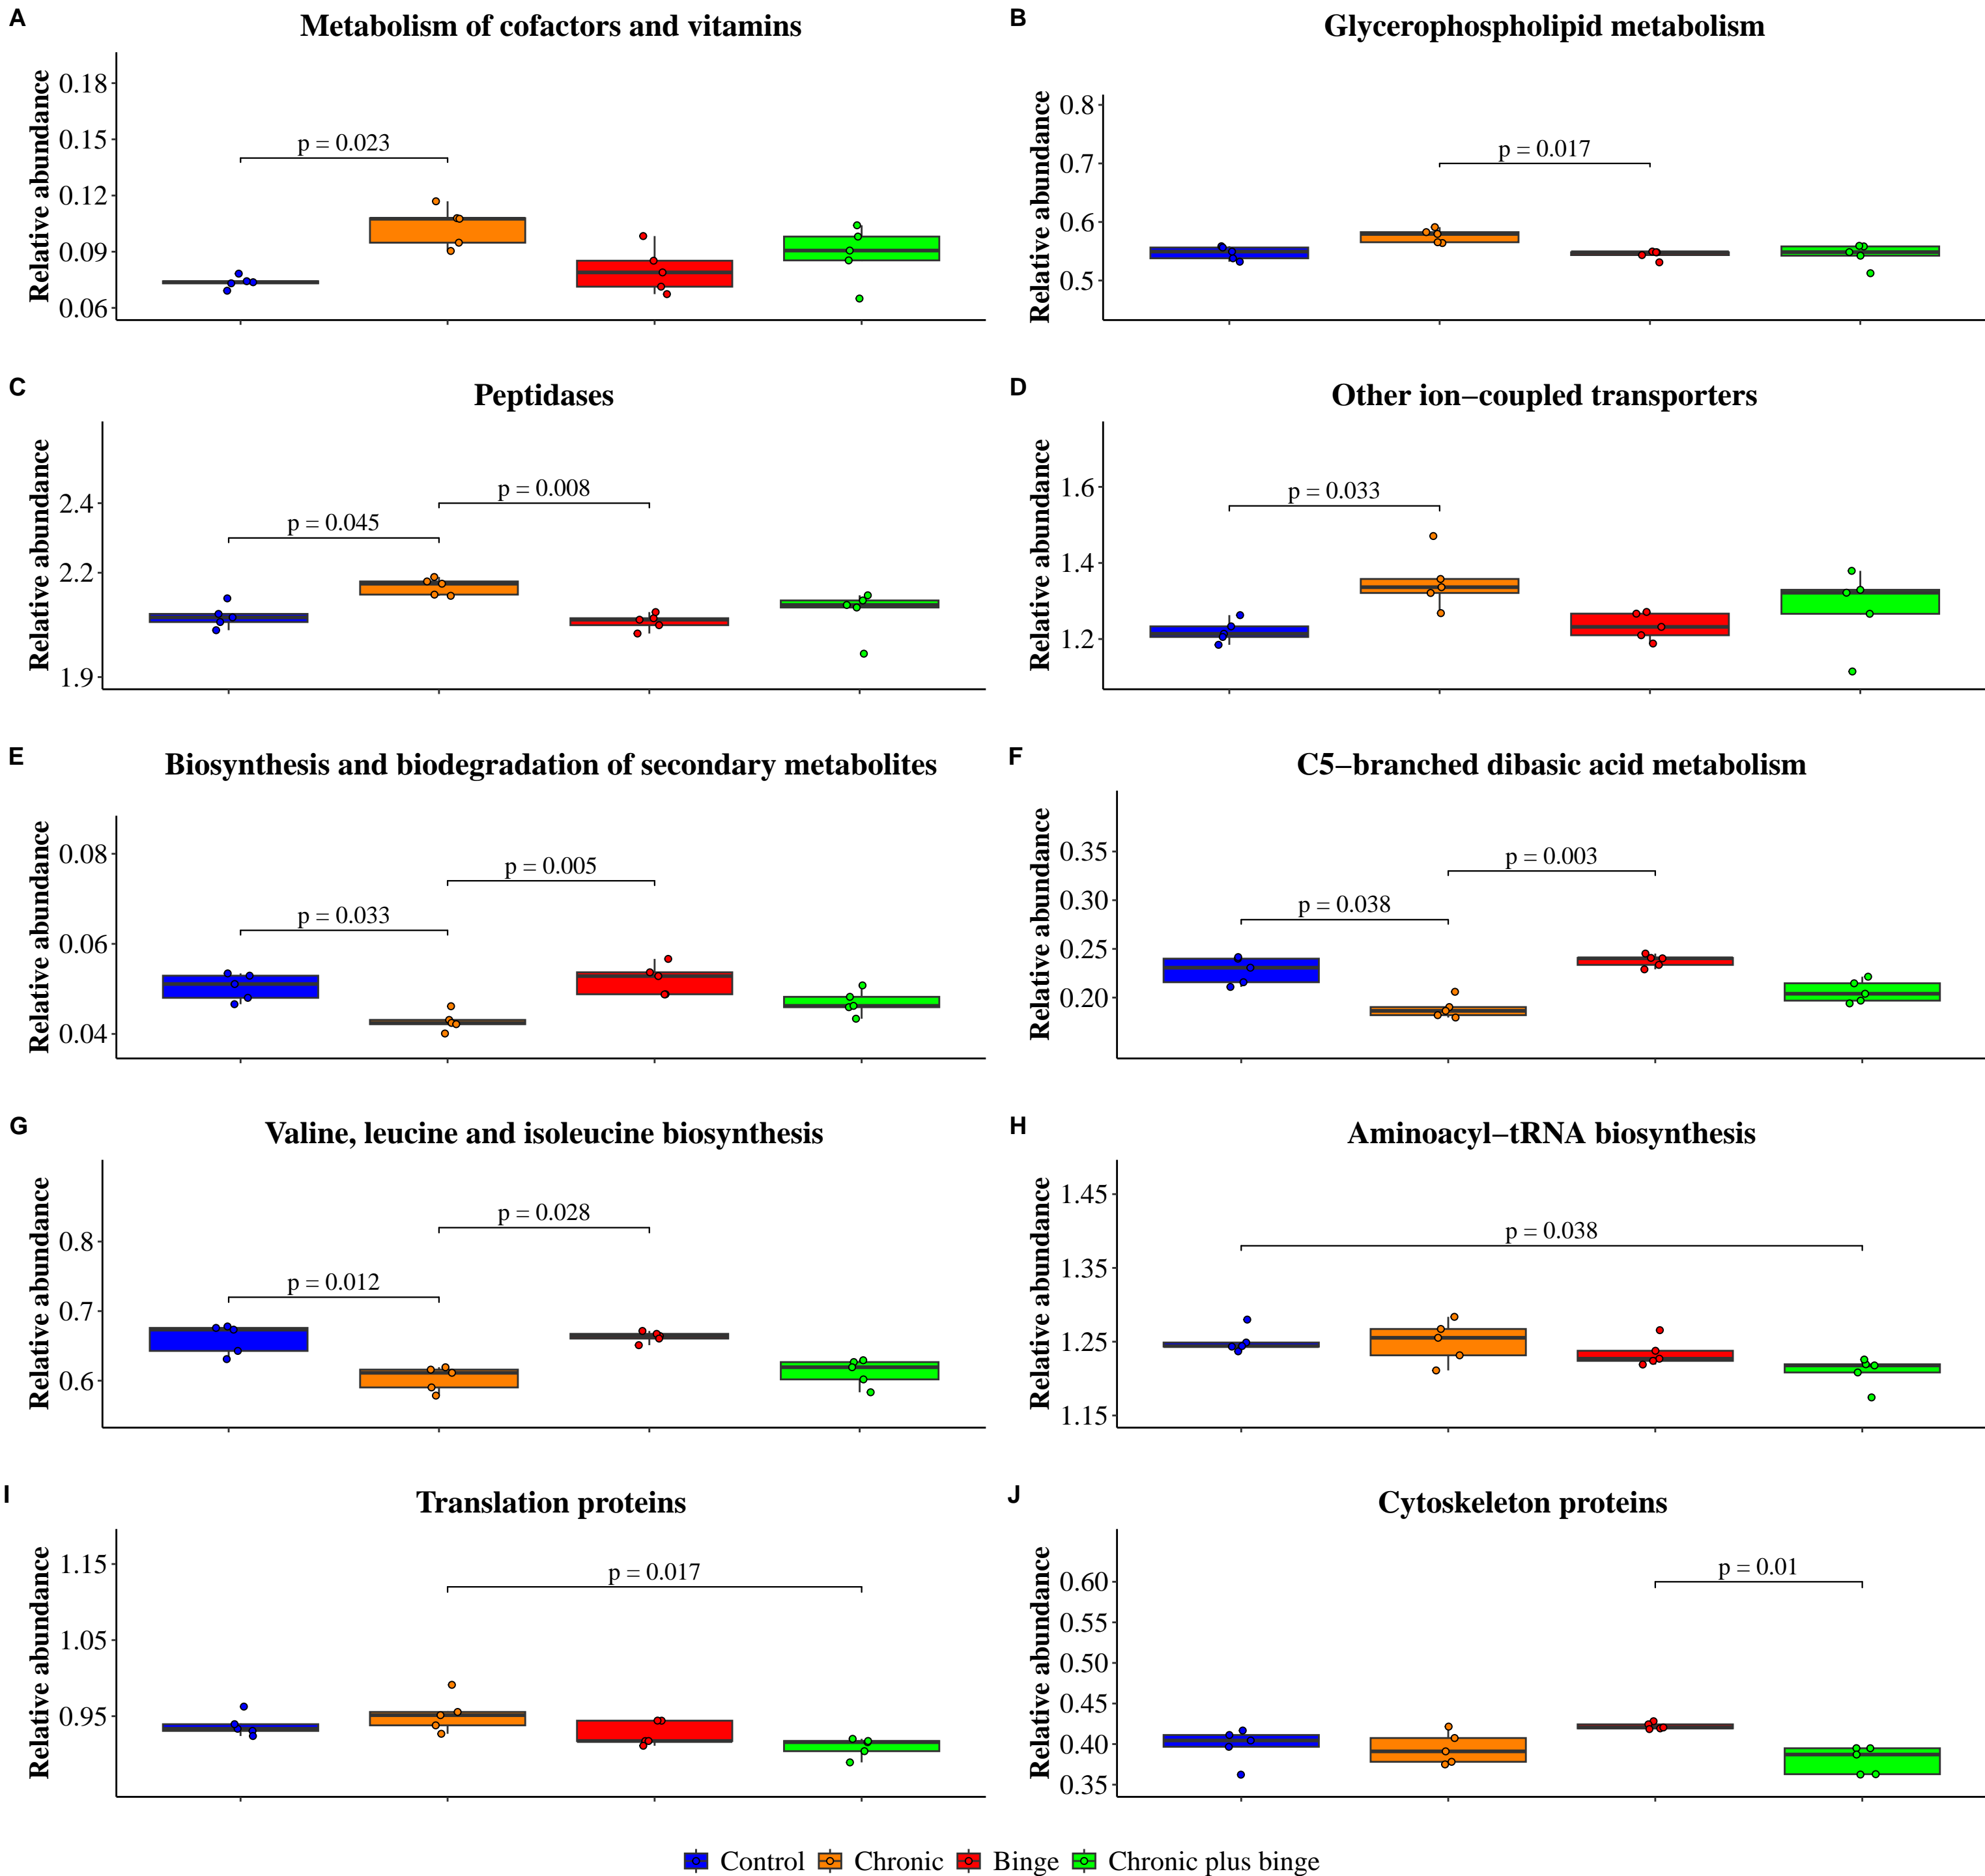 A
Metabolism of cofactors and vitamins
Relative abundance
0.18
0.15
0.12
0.09
0.06
p = 0.023
B
Glycerophospholipid metabolism
Relative abundance
0.8
0.7
0.6
0.5
p = 0.017
C
Peptidases
Relative abundance
2.4
2.2
1.9
p = 0.008
p = 0.045
D
Other ion−coupled transporters
Relative abundance
1.6
1.4
1.2
p = 0.033
E
Biosynthesis and biodegradation of secondary metabolites
Relative abundance
0.08
0.06
0.04
p = 0.005
p = 0.033
F
C5−branched dibasic acid metabolism
Relative abundance
0.35
0.30
0.25
0.20
p = 0.003
p = 0.038
G
Valine, leucine and isoleucine biosynthesis
Relative abundance
0.8
0.7
0.6
p = 0.028
p = 0.012
H
Aminoacyl−tRNA biosynthesis
Relative abundance
1.45
1.35
1.25
1.15
p = 0.038
I
Translation proteins
Relative abundance
1.15
1.05
0.95
p = 0.017
J
Cytoskeleton proteins
Relative abundance
0.60
0.55
0.50
0.45
0.40
0.35
p = 0.01
Control Chronic Binge Chronic plus binge